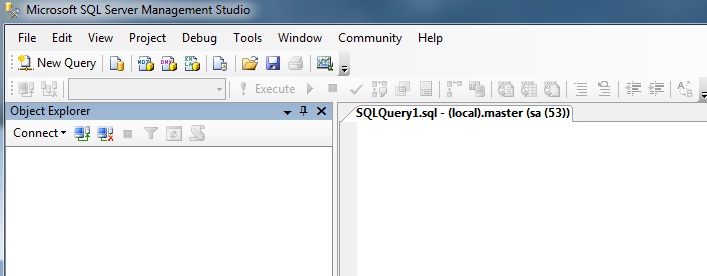 Microsoft SQL Server Management Studio
File Edit View Project Debug Tools Window Community Help
New Query
Execute
Object Explorer
Connect
SQLQuery1.sql - (local).master (sa (53))